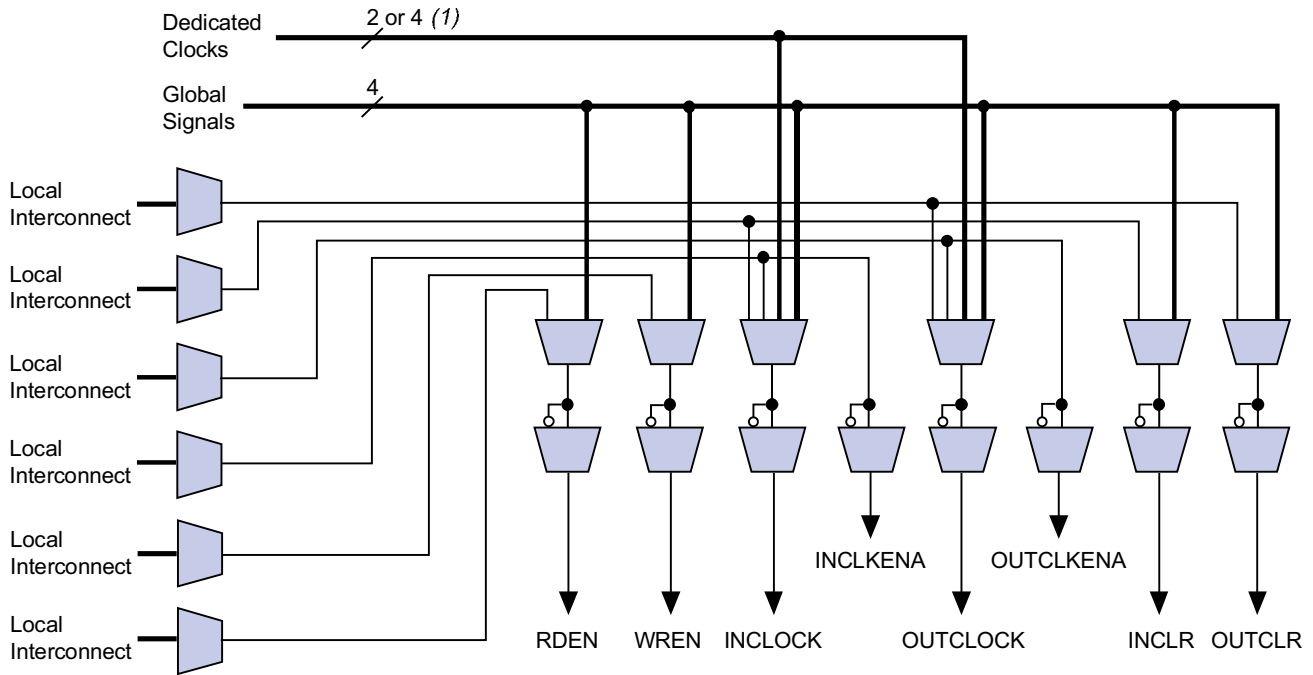 Dedicated
Clocks
2 or 4 (1)
Global
Signals
4
Local
Interconnect
Local
Interconnect
Local
Interconnect
Local
Interconnect
Local
Interconnect
Local
Interconnect
INCLKENA
OUTCLKENA
RDEN
WREN
INCLOCK
OUTCLOCK
INCLR
OUTCLR